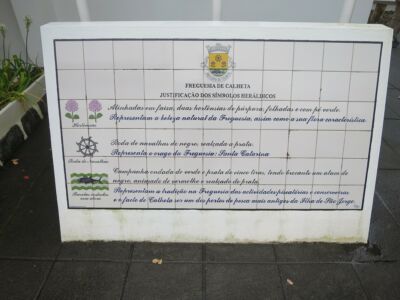 FREGUESIA DE CALHETA
JUSTIFICAÇÃO DOS SÍMBOLOS HERÁLDICOS
Alinhadas em faixa, duas hortênsias de púrpura, folhadas e com pé verde.
Representam a beleza natural da Freguesia, assim como a sua flora característica.
Hortênsias
Roda de navalhas de negro, realçada a prata.
Representa o orago da Freguesia: Santa Catarina
Roda de Navalhas
Campanha ondada de verde e prata de cinco tiras, tendo brocante um atum de
negro, animado de vermelho e realçado de prata.
Representam a tradição na Freguesia das actividades piscatórias e conserveiras
e o facto de Calheta ser um dos portos de pesca mais antigos da Ilha de São Jorge.